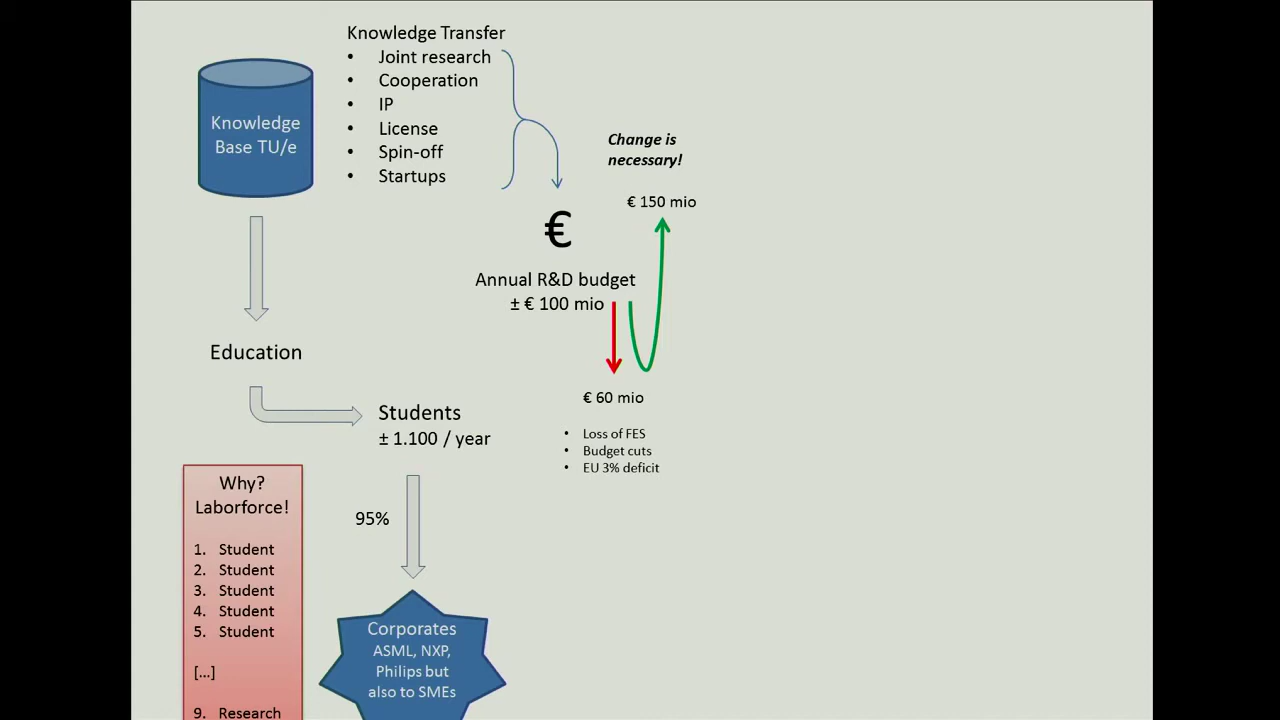 Knowledge Transfer
• Joint research
• Cooperation
• IP
• License
• Spin-off
• Startups
Knowledge
Base TU/e
Change is
necessary!
€ 150 mio
€
Annual R&D budget
± € 100 mio
€ 60 mio
• Loss of FES
• Budget cuts
• EU 3% deficit
Education
Students
± 1.100 / year
95%
Why?
Laborforce!
1. Student
2. Student
3. Student
4. Student
5. Student
[...]
9. Research
Corporates
ASML, NXP,
Philips but
also to SMEs